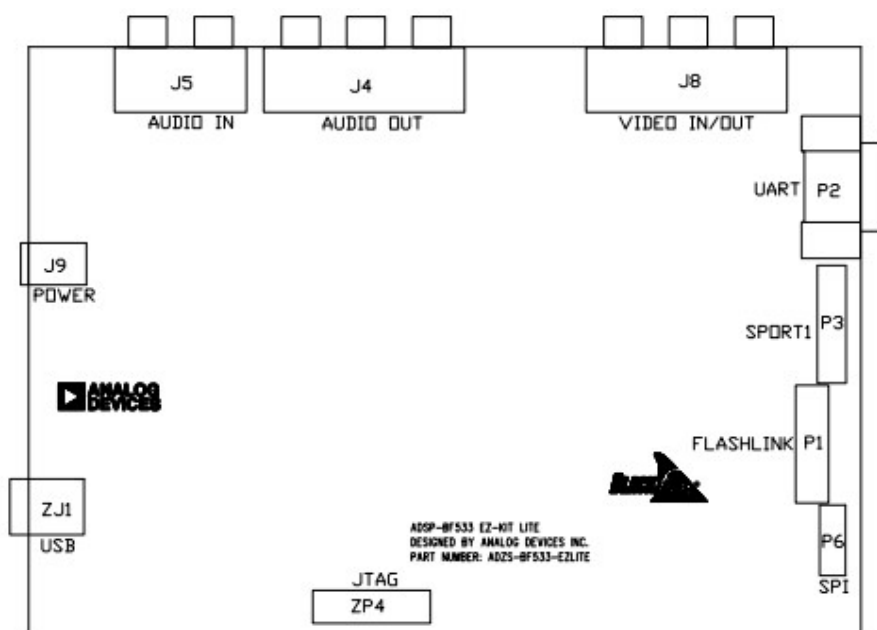 J5
AUDIO IN
J4
AUDIO OUT
J8
VIDEO IN/OUT
UART P2
J9
POWER
SPORT1 P3
ANALOG
DEVICES
FLASHLINK P1
ZJ1
USB
ADSP-BF533 EZ-KIT LITE
DESIGNED BY ANALOG DEVICES INC.
PART NUMBER: ADZS-BF533-EZLITE
P6
SPI
JTAG
ZP4